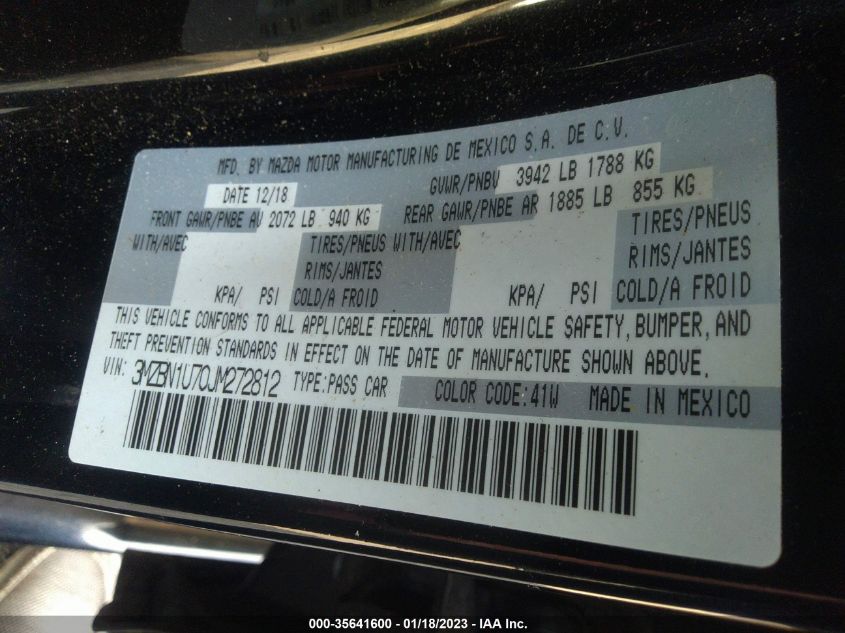 MFD. BY MAZDA MOTOR MANUFACTURING DE MEXICO S.A. DE C.V.
DATE 12/18 GVWR/PNBV 3942 LB 1788 KG
FRONT GAWR/PNBE AV 2072 LB 940 KG REAR GAWR/PNBE AR 1885 LB 855 KG
WITH/AVEC TIRES/PNEUS WITH/AVEC TIRES/PNEUS
RIMS/JANTES RIMS/JANTES
KPA/ PSI COLD/A FROID KPA/ PSI COLD/A FROID
THIS VEHICLE CONFORMS TO ALL APPLICABLE FEDERAL MOTOR VEHICLE SAFETY, BUMPER, AND
THEFT PREVENTION STANDARDS IN EFFECT ON THE DATE OF MANUFACTURE SHOWN ABOVE.
VIN: 3MZBN1U70JM272812 TYPE:PASS CAR COLOR CODE:41W MADE IN MEXICO
000-35641600 - 01/18/2023 - IAA Inc.